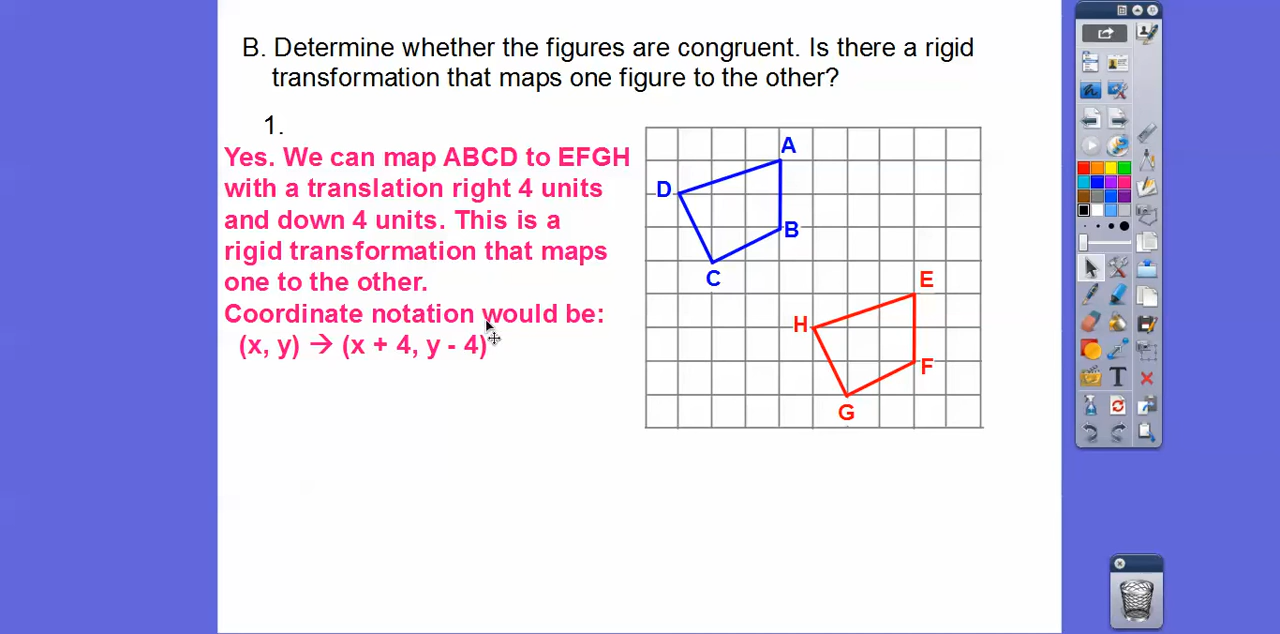 B. Determine whether the figures are congruent. Is there a rigid
transformation that maps one figure to the other?
1.
Yes. We can map ABCD to EFGH
with a translation right 4 units
and down 4 units. This is a
rigid transformation that maps
one to the other.
Coordinate notation would be:
(x, y) → (x + 4, y - 4)
A
D
B
C
E
H
F
G
T